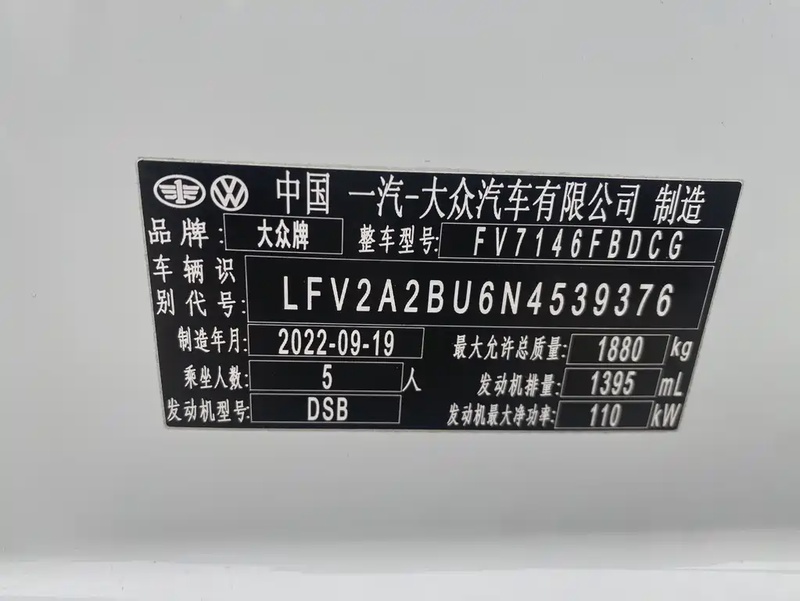 中国 一汽-大众汽车有限公司 制造
品牌: 大众牌 整车型号: FV7146FBDCG
车辆识别代号: LFV2A2BU6N4539376
制造年月: 2022-09-19 最大允许总质量: 1880 kg
乘坐人数: 5 人 发动机排量: 1395 mL
发动机型号: DSB 发动机最大净功率: 110 kW